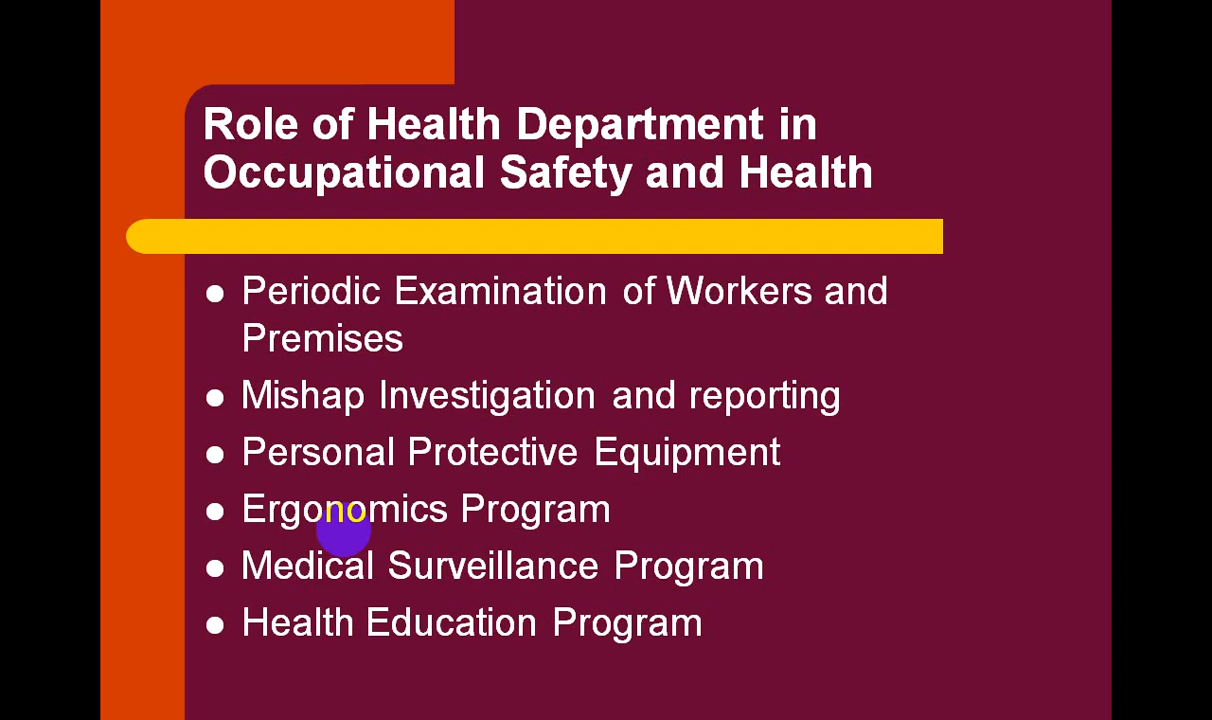 Role of Health Department in
Occupational Safety and Health
● Periodic Examination of Workers and
Premises
● Mishap Investigation and reporting
● Personal Protective Equipment
● Ergonomics Program
● Medical Surveillance Program
● Health Education Program